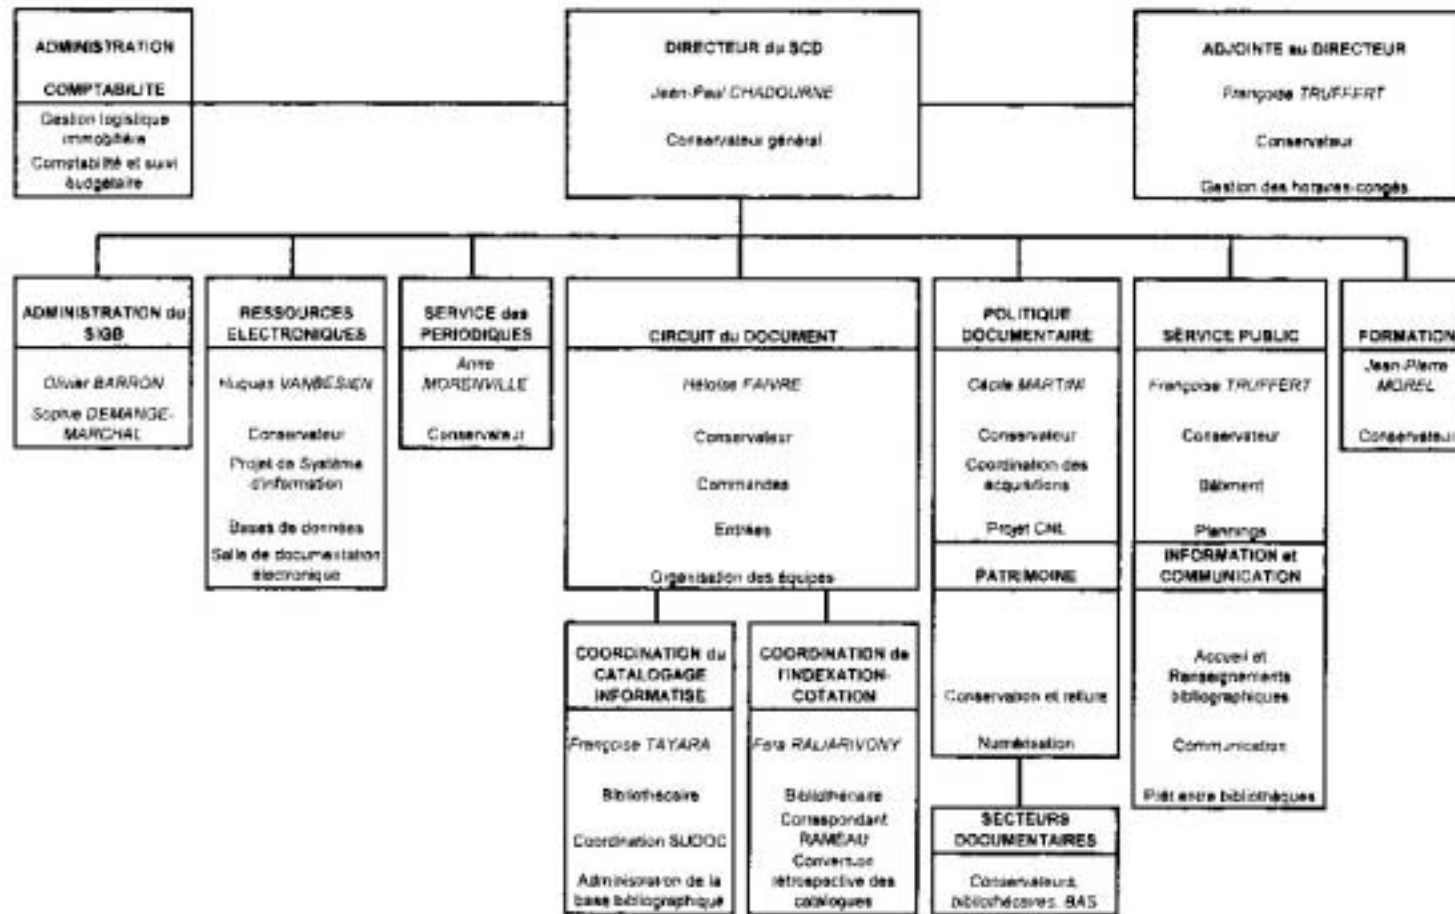 ADMINISTRATION
COMPTABILITE
Gestion logistique
immobilière
Comptabilité et suivi
budgétaire
DIRECTEUR du SCD
Jean-Paul CHADOURNE
Conservateur général
ADJOINTE au DIRECTEUR
Françoise TRUFFERT
Conservateur
Gestion des horaires-congés
ADMINISTRATION du
SIGB
Olivier BARRON
Sophie DEMANGE-
MARCHAL
RESSOURCES
ELECTRONIQUES
Hugues VANBESIEN
Conservateur
Projet de Système
d'information
Bases de données
Salle de documentation
électronique
SERVICE des
PERIODIQUES
Anne
MORENVILLE
Conservateur
CIRCUIT du DOCUMENT
Héloïse FAIVRE
Conservateur
Commandes
Entrées
Organisation des équipes
POLITIQUE
DOCUMENTAIRE
Cécile MARTINI
Conservateur
Coordination des
acquisitions
Projet CNL
PATRIMOINE
Conservation et reliure
Numérisation
SERVICE PUBLIC
Françoise TRUFFERT
Conservateur
Bâtiment
Plannings
INFORMATION et
COMMUNICATION
Accueil et
Renseignements
bibliographiques
Communication
Prêt entre bibliothèques
FORMATION
Jean-Pierre
MOREL
Conservateur
COORDINATION du
CATALOGAGE
INFORMATISE
Françoise TAYARA
Bibliothécaire
Coordination SUDOC
Administration de la
base bibliographique
COORDINATION de
l'INDEXATION-
COTATION
Fara RALIARIVONY
Bibliothécaire
Correspondant
RAMEAU
Conversion
rétrospective des
catalogues
SECTEURS
DOCUMENTAIRES
Conservateurs,
bibliothécaires, BAS